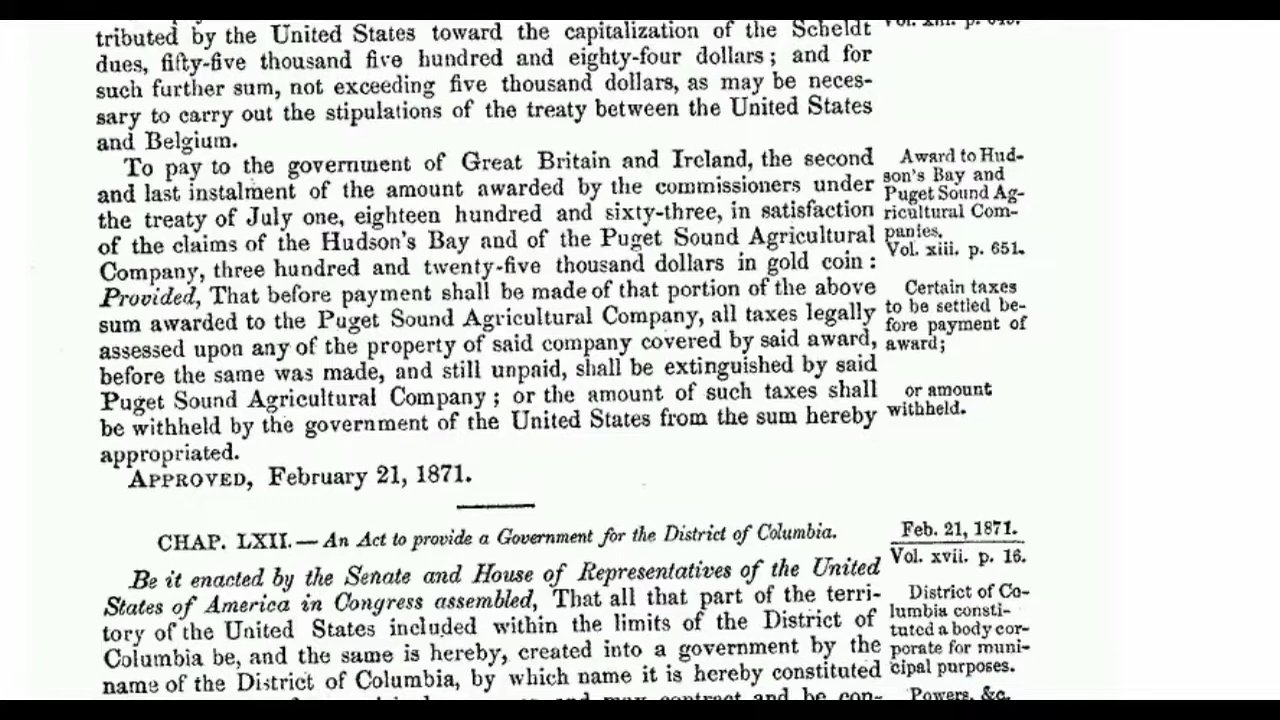 tributed by the United States toward the capitalization of the Scheldt
dues, fifty-five thousand five hundred and eighty-four dollars; and for
such further sum, not exceeding five thousand dollars, as may be neces-
sary to carry out the stipulations of the treaty between the United States
and Belgium.
To pay to the government of Great Britain and Ireland, the second
and last instalment of the amount awarded by the commissioners under
the treaty of July one, eighteen hundred and sixty-three, in satisfaction
of the claims of the Hudson's Bay and of the Puget Sound Agricultural
Company, three hundred and twenty-five thousand dollars in gold coin:
Provided, That before payment shall be made of that portion of the above
sum awarded to the Puget Sound Agricultural Company, all taxes legally
assessed upon any of the property of said company covered by said award,
before the same was made, and still unpaid, shall be extinguished by said
Puget Sound Agricultural Company; or the amount of such taxes shall
be withheld by the government of the United States from the sum hereby
appropriated.
APPROVED, February 21, 1871.
Award to Hud-
son's Bay and
Puget Sound Ag-
ricultural Com-
panies.
Vol. xiii. p. 651.
Certain taxes
to be settled be-
fore payment of
award;
or amount
withheld.
CHAP. LXII.—An Act to provide a Government for the District of Columbia.
Be it enacted by the Senate and House of Representatives of the United
States of America in Congress assembled, That all that part of the terri-
tory of the United States included within the limits of the District of
Columbia be, and the same is hereby, created into a government by the
name of the District of Columbia, by which name it is hereby constituted
and may contract and be con-
Feb. 21, 1871.
Vol. xvii. p. 16.
District of Co-
lumbia consti-
tuted a body cor-
porate for muni-
cipal purposes.
Powers, &c.